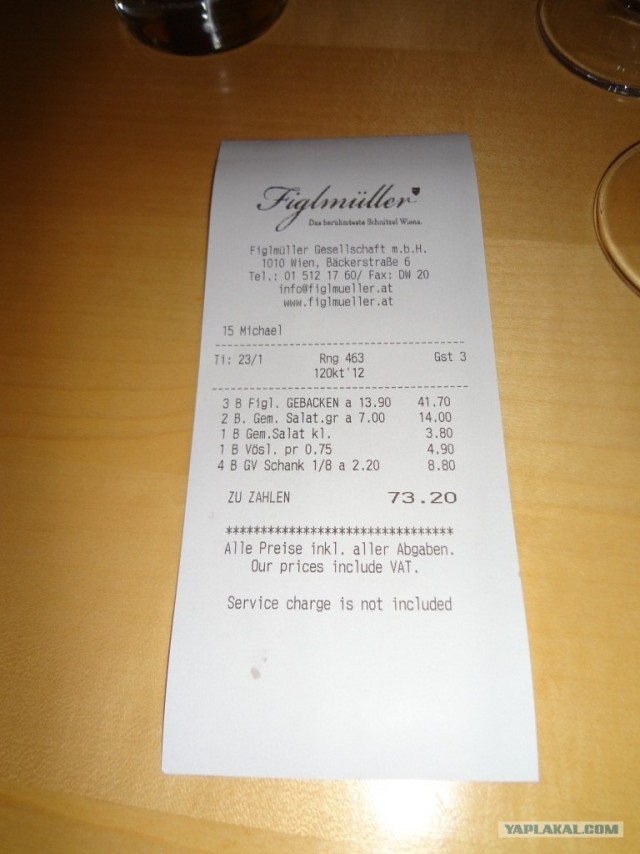 Figlmüller
Das berühmteste Schnitzel Wiens.
Figlmüller Gesellschaft m.b.H.
1010 Wien, Bäckerstraße 6
Tel.: 01 512 17 60/ Fax: DW 20
info@figlmueller.at
www.figlmueller.at
15 Michael
Ti: 23/1 Rng 463 Gst 3
12Okt'12
3 B Figl. GEBACKEN a 13.90 41.70
2 B. Gem. Salat.gr a 7.00 14.00
1 B Gem.Salat kl. 3.80
1 B Vösl. pr 0.75 4.90
4 B GV Schank 1/8 a 2.20 8.80
ZU ZAHLEN 73.20
*********************************
Alle Preise inkl. aller Abgaben.
Our prices include VAT.
Service charge is not included
YAPLAKAL.COM